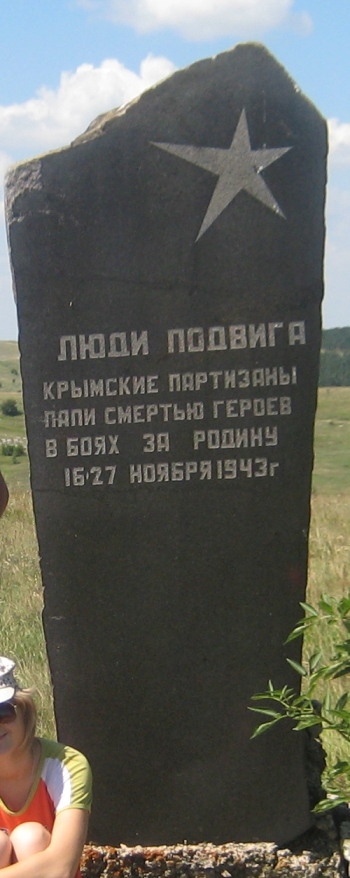 ЛЮДИ ПОДВИГА
КРЫМСКИЕ ПАРТИЗАНЫ
ПАЛИ СМЕРТЬЮ ГЕРОЕВ
В БОЯХ ЗА РОДИНУ
16-27 НОЯБРЯ 1943г